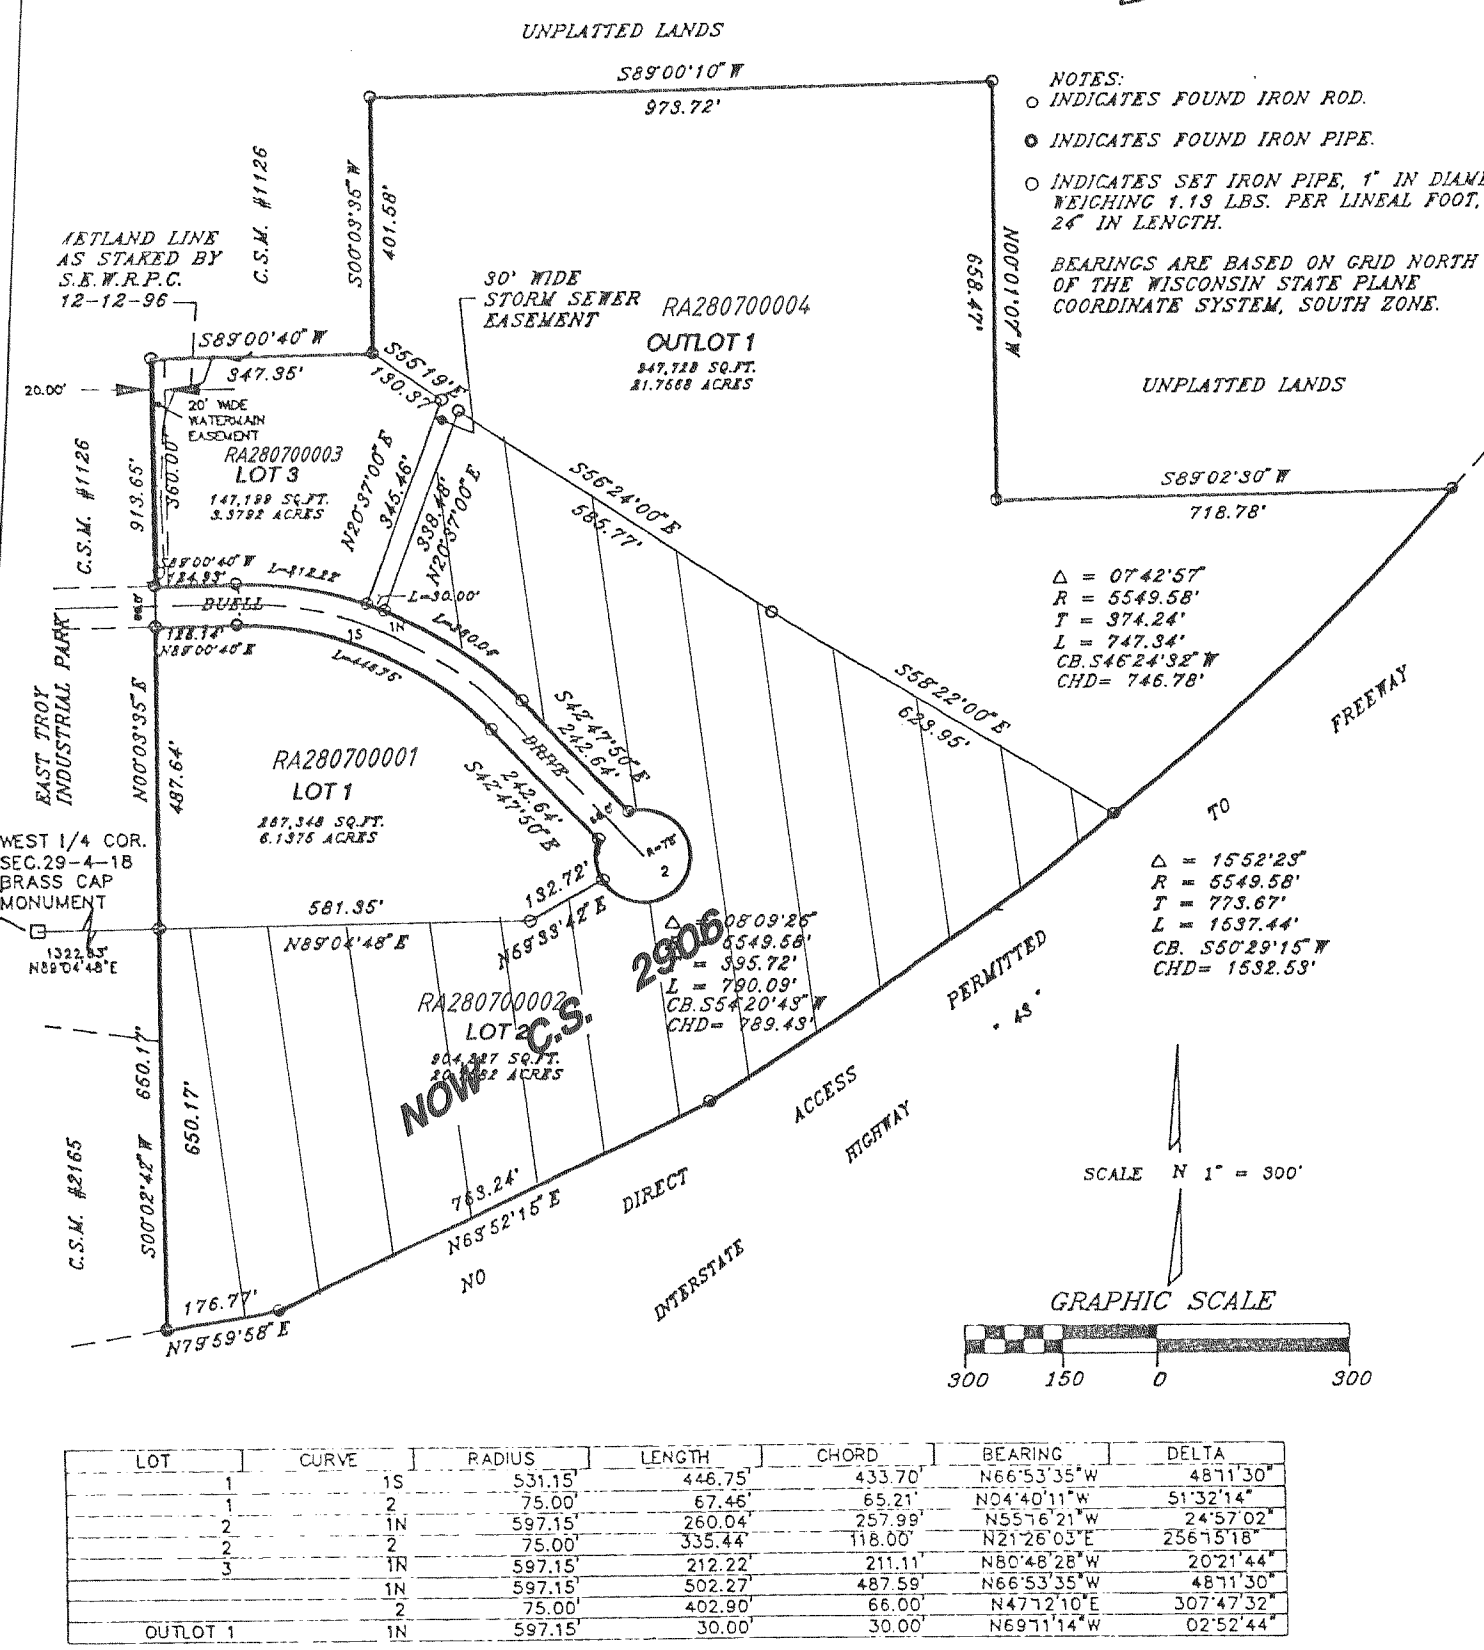 UNPLATTED LANDS
S89°00'10" W
973.72'
NOTES:
INDICATES FOUND IRON ROD.
INDICATES FOUND IRON PIPE.
INDICATES SET IRON PIPE, 1" IN DIAME
WEIGHING 1.13 LBS. PER LINEAL FOOT,
24" IN LENGTH.
BEARINGS ARE BASED ON GRID NORTH
OF THE WISCONSIN STATE PLANE
COORDINATE SYSTEM, SOUTH ZONE.
C.S.M. #1126
S00°03'35" W
401.58'
N00°01'07" W
658.47'
WETLAND LINE
AS STAKED BY
S.E.W.R.P.C.
12-12-96
30' WIDE
STORM SEWER
EASEMENT
RA280700004
OUTLOT 1
947,728 SQ.FT.
21.7568 ACRES
UNPLATTED LANDS
S89°00'40" W
347.35'
S55°19'E
130.37'
20.00'
20' WIDE
WATERMAIN
EASEMENT
RA280700003
LOT 3
147,199 SQ.FT.
3.3792 ACRES
C.S.M. #1126
913.65'
360.00'
N20°37'00" E
345.46'
338.48'
N20°37'00" E
S56°24'00" E
585.77'
S89°02'30" W
718.78'
S89°00'40" W
124.93'
L=212.22'
L=30.00'
BUELL
1S
1N
L=260.04'
128.14'
N89°00'40" E
L=446.75'
Δ = 07°42'57"
R = 5549.58'
T = 374.24'
L = 747.34'
CB. S46°24'32" W
CHD= 746.78'
EAST TROY
INDUSTRIAL PARK
N00°03'35" E
487.64'
RA280700001
LOT 1
267,348 SQ.FT.
6.1375 ACRES
S42°47'50" E
242.64'
DRIVE
242.64'
S42°47'50" E
S58°22'00" E
623.95'
FREEWAY
TO
R=75'
2
WEST 1/4 COR.
SEC.29-4-18
BRASS CAP
MONUMENT
1322.83'
N89°04'48"E
581.35'
N89°04'48" E
132.72'
N69°33'42" E
Δ = 08°09'26"
5549.58'
= 395.72'
L = 790.09'
CB. S54°20'43" W
CHD= 789.43'
Δ = 15°52'23"
R = 5549.58'
T = 773.67'
L = 1537.44'
CB. S50°29'15" W
CHD= 1532.53'
RA280700002
LOT 2
SQ.FT.
ACRES
NOW C.S. 2906
PERMITTED
" 43 "
ACCESS
HIGHWAY
DIRECT
INTERSTATE
NO
C.S.M. #2165
S00°02'42" W
650.17'
650.17'
763.24'
N63°52'15" E
176.77'
N79°59'58" E
SCALE N 1" = 300'
GRAPHIC SCALE
300 150 0 300
LOT CURVE RADIUS LENGTH CHORD BEARING DELTA
1 1S 531.15' 446.75' 433.70' N66°53'35"W 48°11'30"
1 2 75.00' 67.46' 65.21' N04°40'11"W 51°32'14"
2 1N 597.15' 260.04' 257.99' N55°16'21"W 24°57'02"
2 2 75.00' 335.44' 118.00' N21°26'03"E 256°15'18"
3 1N 597.15' 212.22' 211.11' N80°48'28"W 20°21'44"
1N 597.15' 502.27' 487.59' N66°53'35"W 48°11'30"
2 75.00' 402.90' 66.00' N47°12'10"E 307°47'32"
OUTLOT 1 1N 597.15' 30.00' 30.00' N69°11'14"W 02°52'44"